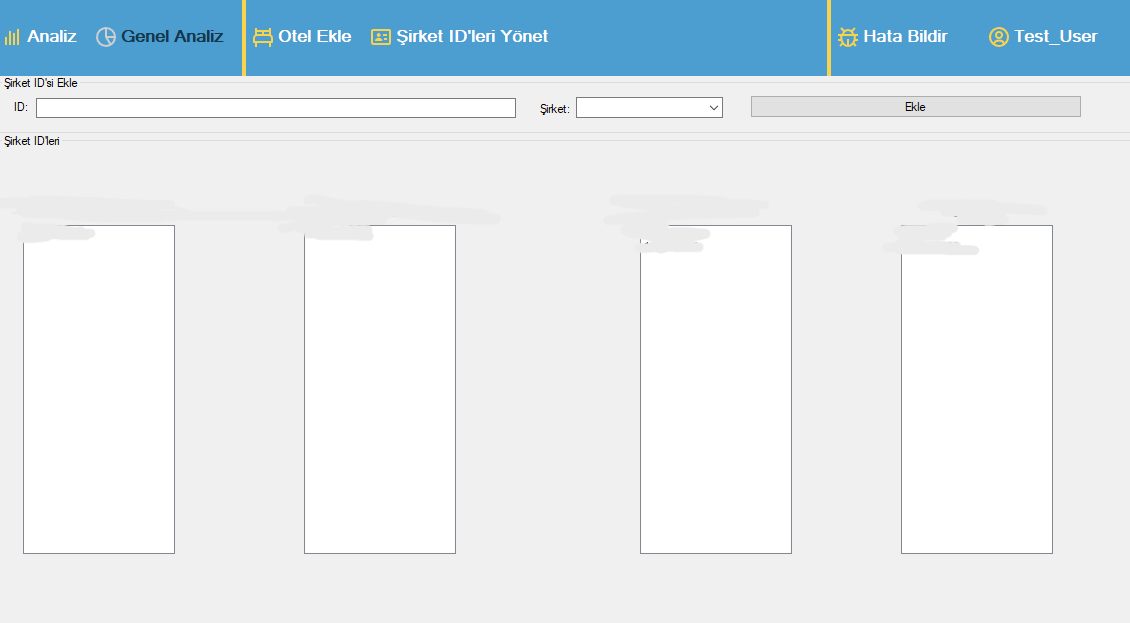 Analiz Genel Analiz Otel Ekle Şirket ID'leri Yönet Hata Bildir Test_User
Şirket ID'si Ekle
ID: Şirket: Ekle
Şirket ID'leri